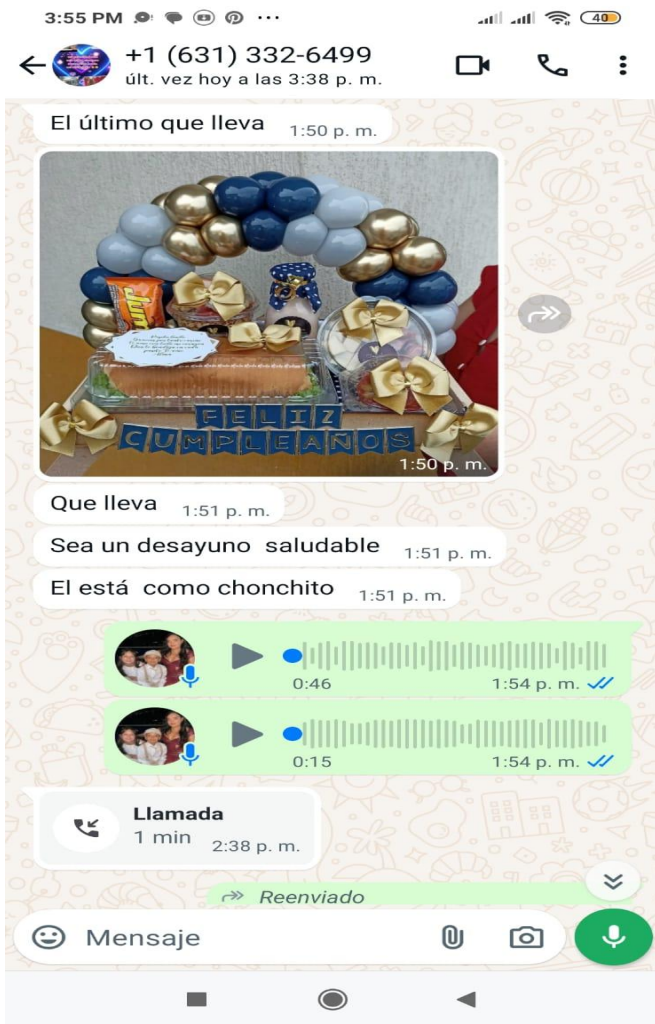 3:55 PM
40
+1 (631) 332-6499
últ. vez hoy a las 3:38 p. m.
El último que lleva 1:50 p. m.
FELIZ
CUMPLEAÑOS
1:50 p. m.
Que lleva 1:51 p. m.
Sea un desayuno saludable 1:51 p. m.
El está como chonchito 1:51 p. m.
0:46 1:54 p. m.
0:15 1:54 p. m.
Llamada
1 min 2:38 p. m.
Reenviado
Mensaje